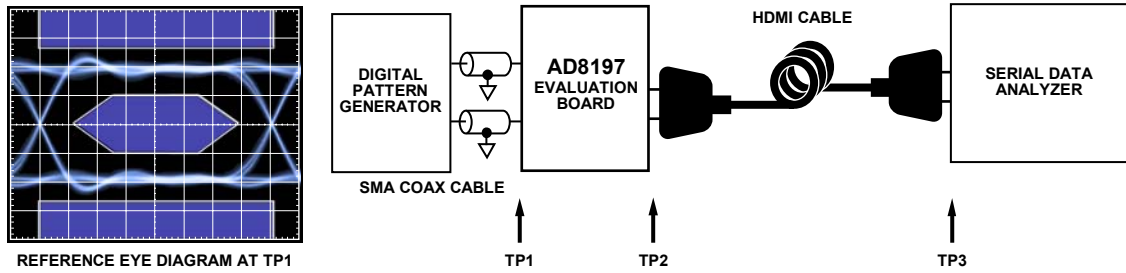 REFERENCE EYE DIAGRAM AT TP1
DIGITAL
PATTERN
GENERATOR
SMA COAX CABLE
AD8197
EVALUATION
BOARD
HDMI CABLE
SERIAL DATA
ANALYZER
TP1
TP2
TP3